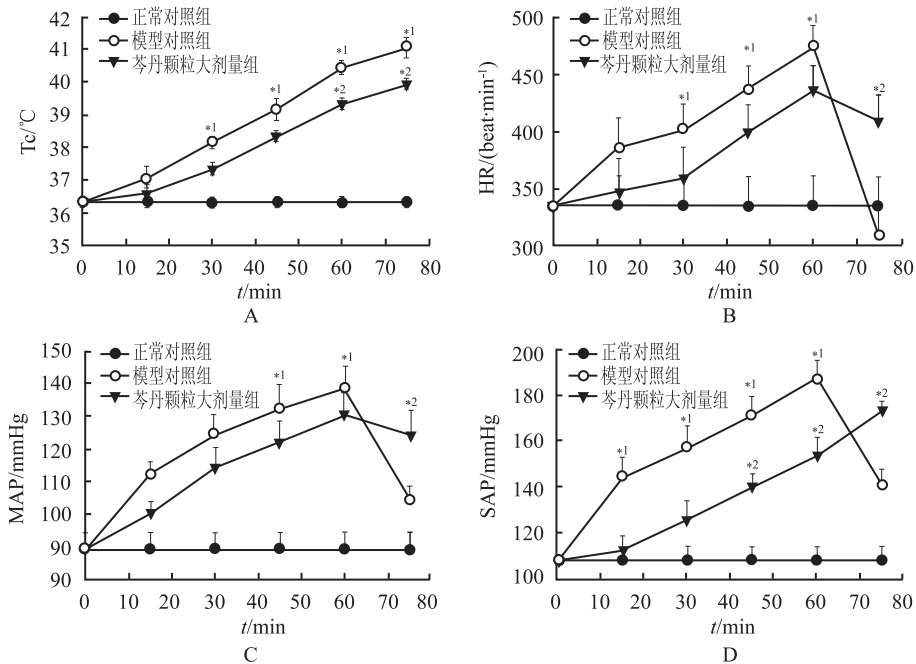 正常对照组
模型对照组
芩丹颗粒大剂量组
42
41
40
39
38
37
36
35
Tc/℃
*1
*1
*1
*1
*2
*2
0 10 20 30 40 50 60 70 80
t/min
A
正常对照组
模型对照组
芩丹颗粒大剂量组
500
450
400
350
300
HR/(beat·min⁻¹)
*1
*1
*1
*2
0 10 20 30 40 50 60 70 80
t/min
B
正常对照组
模型对照组
芩丹颗粒大剂量组
150
140
130
120
100
90
90
MAP/mmHg
*1
*1
*2
0 10 20 30 40 50 60 70 80
t/min
C
正常对照组
模型对照组
芩丹颗粒大剂量组
200
180
160
140
120
100
SAP/mmHg
*1
*1
*1
*1
*2
*2
*2
0 10 20 30 40 50 60 70 80
t/min
D